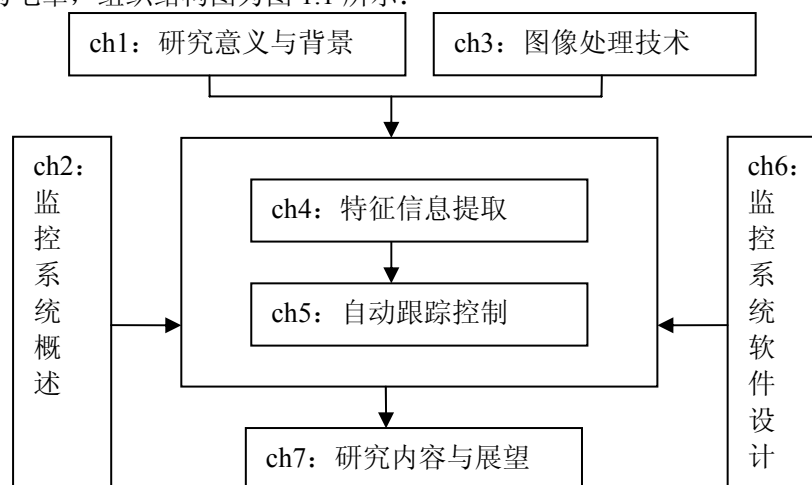 七章，组织结构图为图 1.1 所示：
ch1：研究意义与背景
ch3：图像处理技术
ch2：
监控系统概述
ch4：特征信息提取
ch5：自动跟踪控制
ch6：
监控系统软件设计
ch7：研究内容与展望